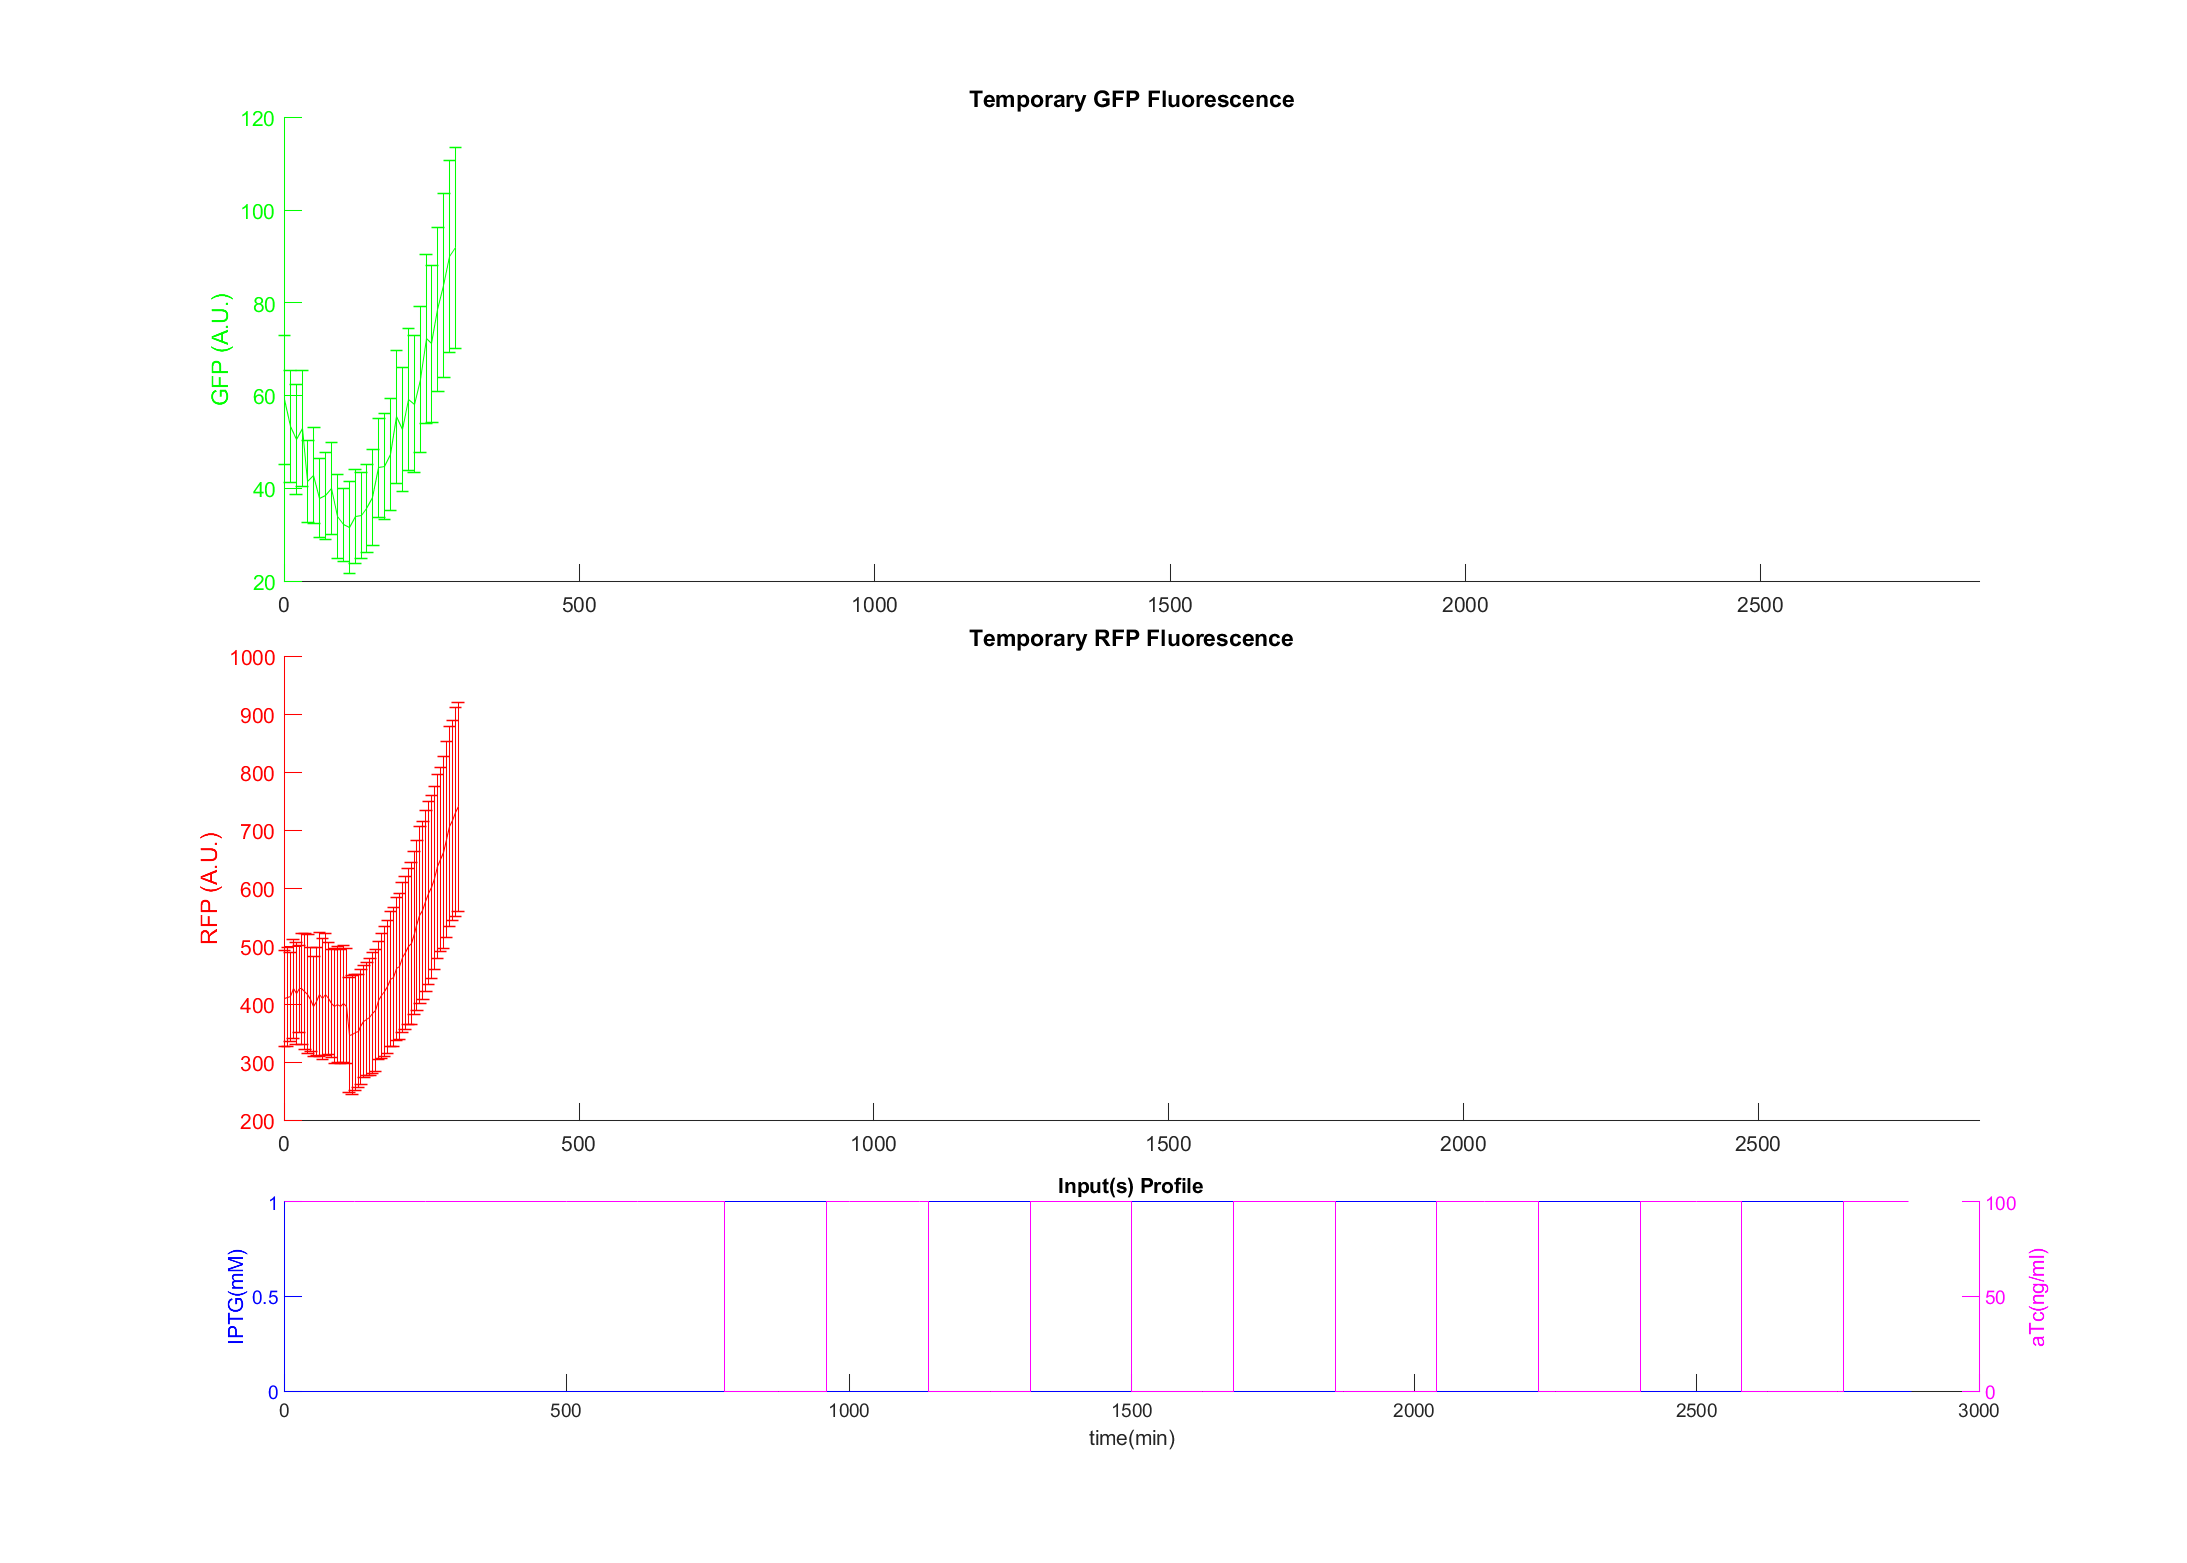 Temporary GFP Fluorescence
120
100
80
60
40
20
GFP (A.U.)
0 500 1000 1500 2000 2500
Temporary RFP Fluorescence
1000
900
800
700
600
500
400
300
200
RFP (A.U.)
0 500 1000 1500 2000 2500
Input(s) Profile
1
0.5
0
IPTG(mM)
100
50
0
aTc(ng/ml)
0 500 1000 1500 2000 2500 3000
time(min)